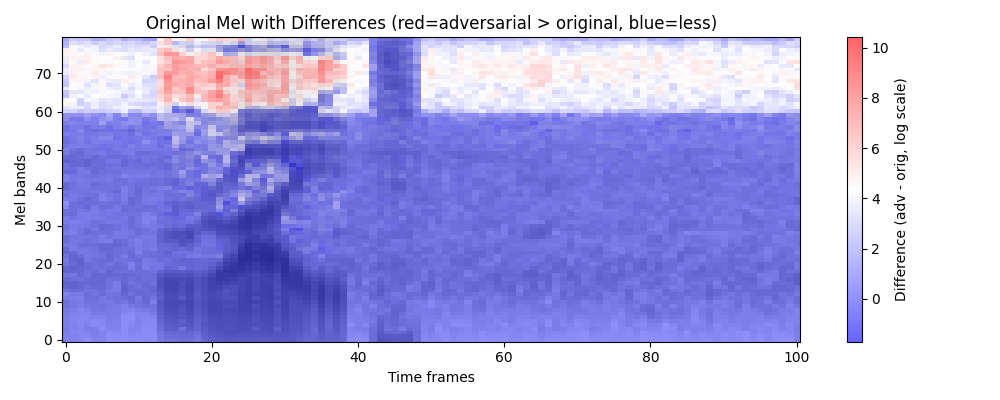 Original Mel with Differences (red=adversarial > original, blue=less)
Mel bands
70
60
50
40
30
20
10
0
0 20 40 60 80 100
Time frames
10
8
6
4
2
0
Difference (adv - orig, log scale)